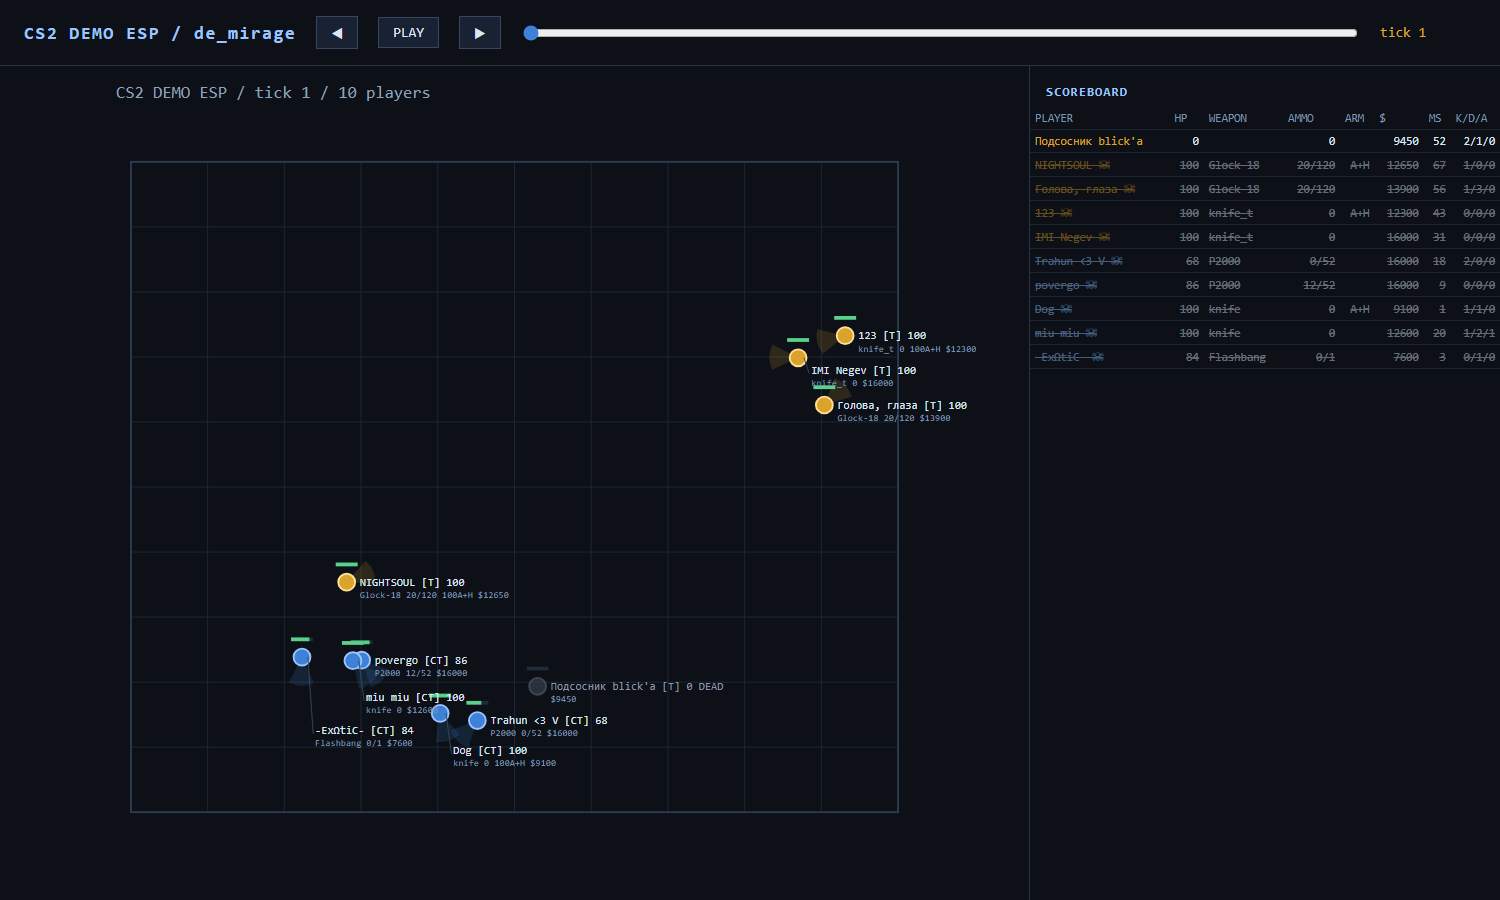 CS2 DEMO ESP / de_mirage
◀
PLAY
▶
tick 1
CS2 DEMO ESP / tick 1 / 10 players
123 [T] 100
knife_t 0 100A+H $12300
IMI Negev [T] 100
knife_t 0 $16000
Голова, глаза [T] 100
Glock-18 20/120 $13900
NIGHTSOUL [T] 100
Glock-18 20/120 100A+H $12650
povergo [CT] 86
P2000 12/52 $16000
Подсосник blick'a [T] 0 DEAD
$9450
miu miu [CT] 100
knife 0 $12600
Trahun <3 V [CT] 68
P2000 0/52 $16000
-ExΩtiC- [CT] 84
Flashbang 0/1 $7600
Dog [CT] 100
knife 0 100A+H $9100
SCOREBOARD
PLAYER HP WEAPON AMMO ARM $ MS K/D/A
Подсосник blick'a 0 0 9450 52 2/1/0
NIGHTSOUL ☠ 100 Glock-18 20/120 A+H 12650 67 1/0/0
Голова, глаза ☠ 100 Glock-18 20/120 13900 56 1/3/0
123 ☠ 100 knife_t 0 A+H 12300 43 0/0/0
IMI Negev ☠ 100 knife_t 0 16000 31 0/0/0
Trahun <3 V ☠ 68 P2000 0/52 16000 18 2/0/0
povergo ☠ 86 P2000 12/52 16000 9 0/0/0
Dog ☠ 100 knife 0 A+H 9100 1 1/1/0
miu miu ☠ 100 knife 0 12600 20 1/2/1
-ExΩtiC- ☠ 84 Flashbang 0/1 7600 3 0/1/0